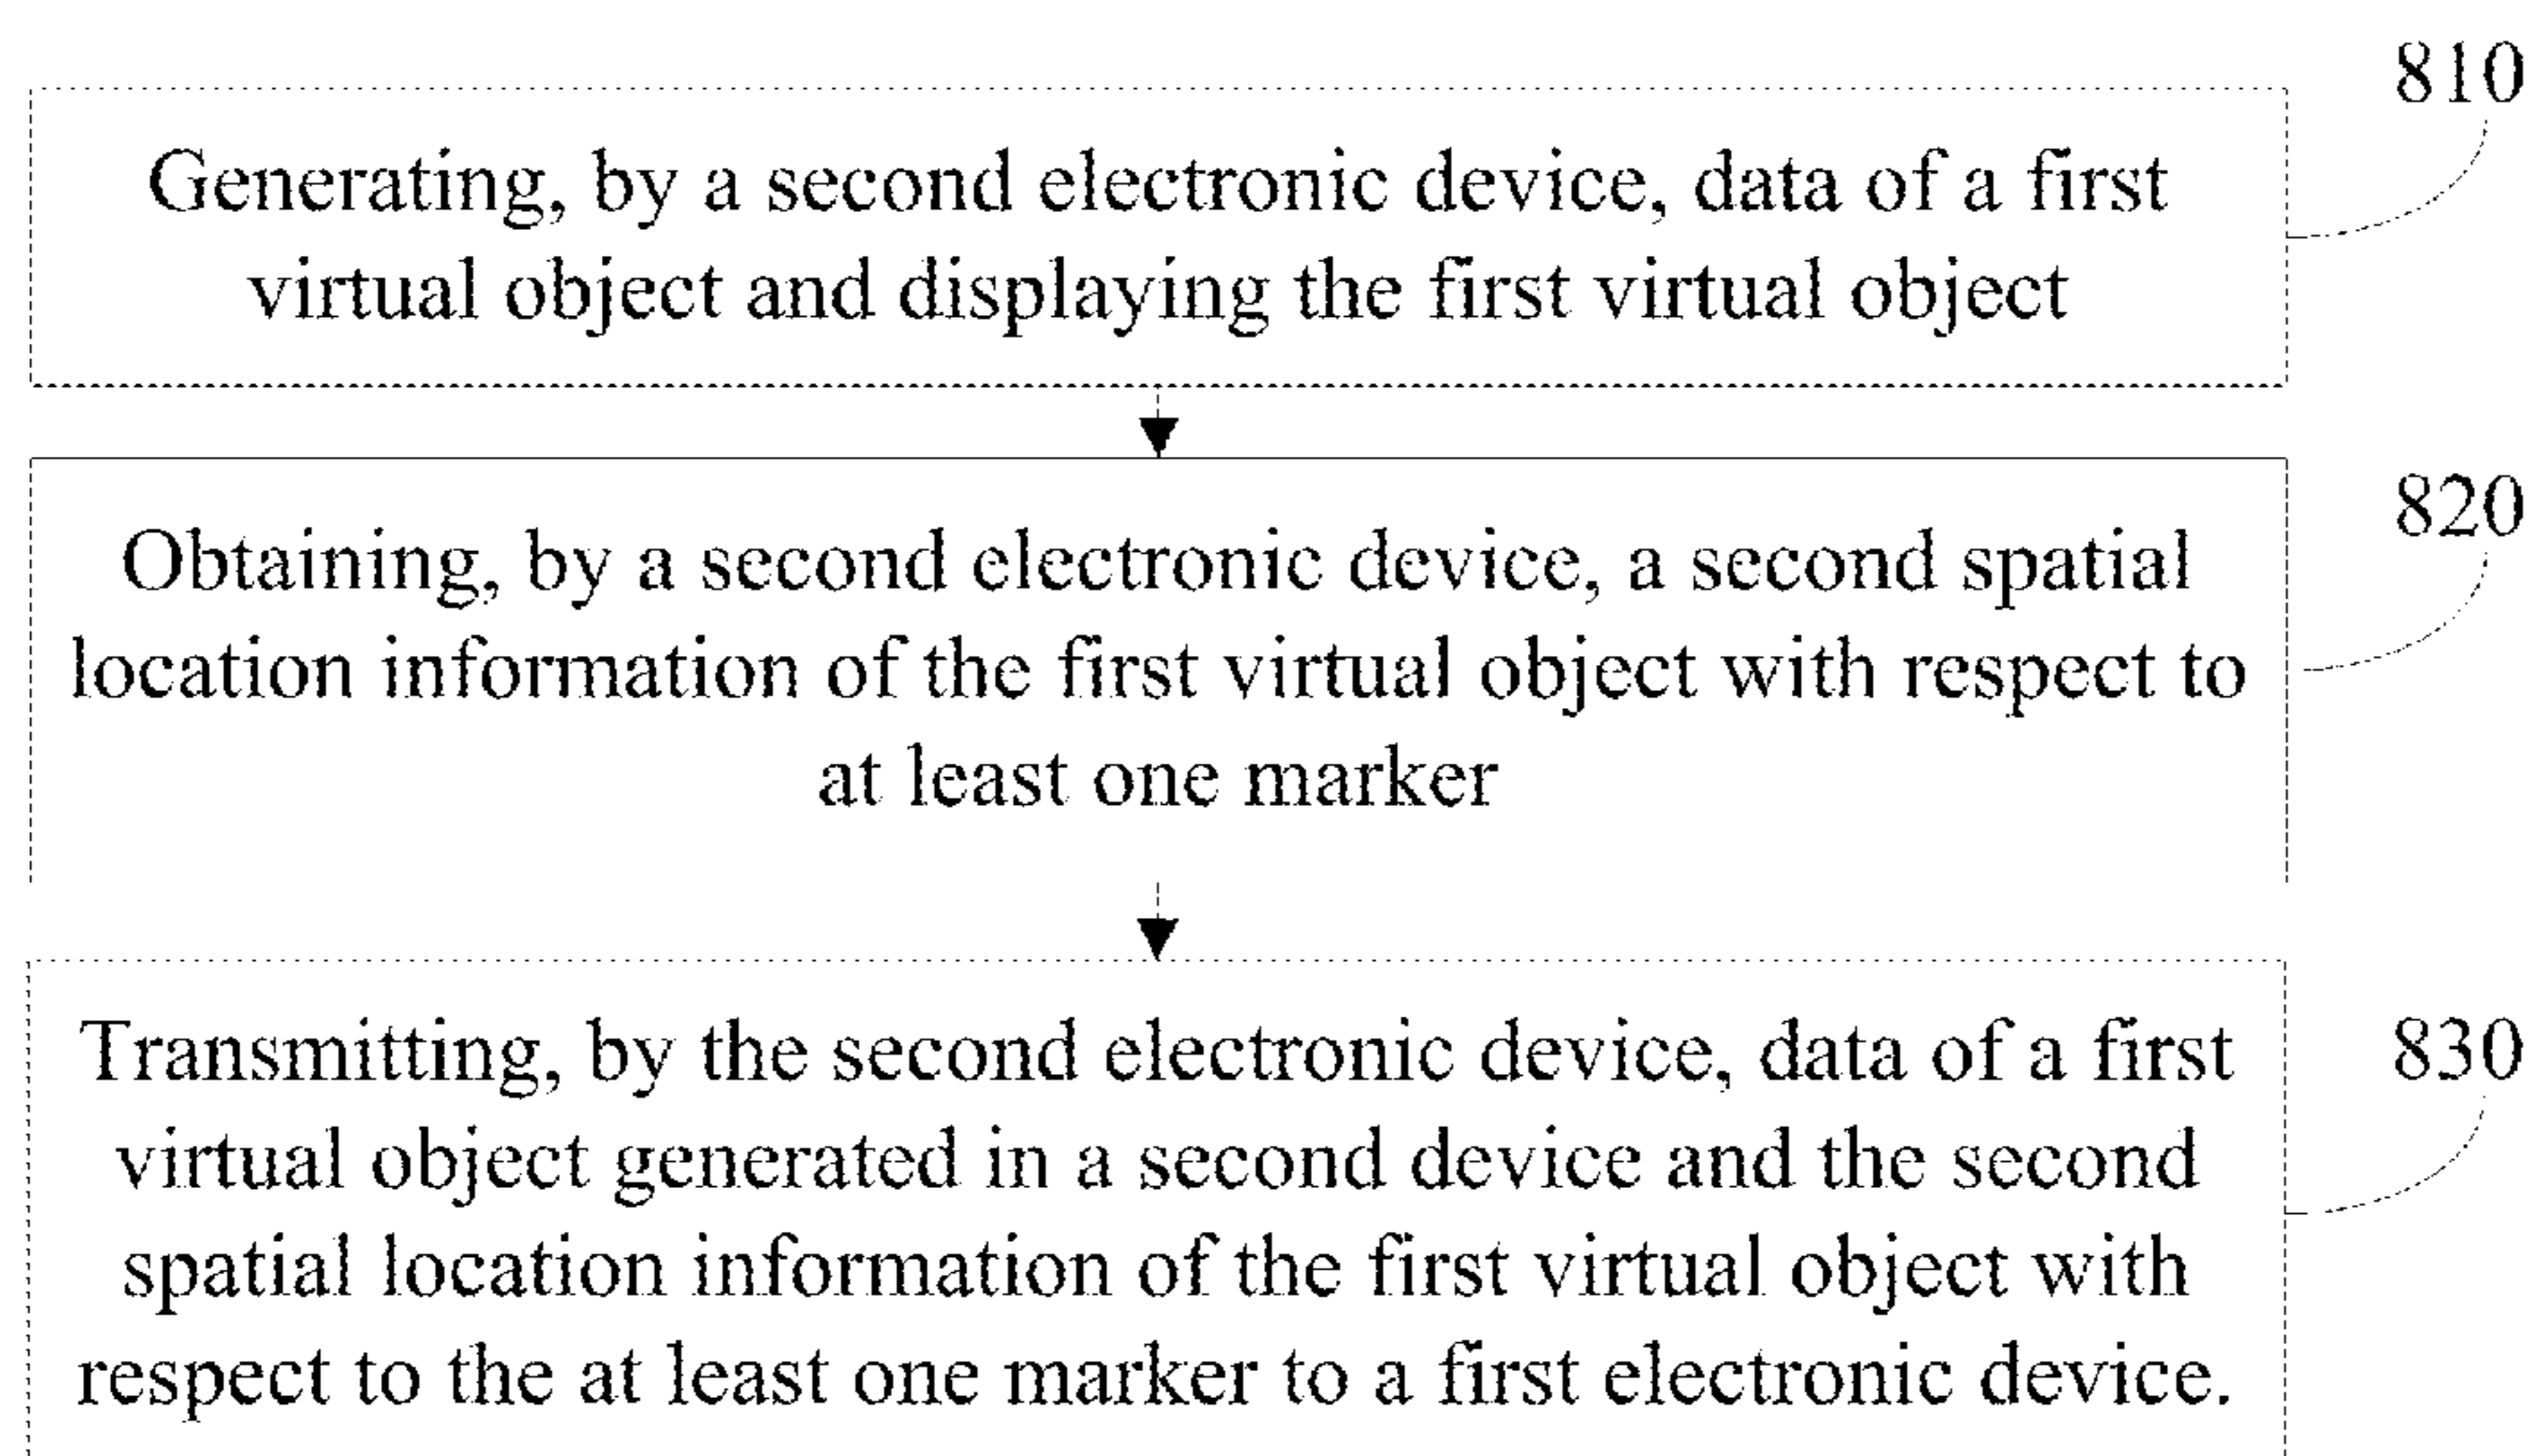 810
Generating, by a second electronic device, data of a first
virtual object and displaying the first virtual object
820
Obtaining, by a second electronic device, a second spatial
location information of the first virtual object with respect to
at least one marker
830
Transmitting, by the second electronic device, data of a first
virtual object generated in a second device and the second
spatial location information of the first virtual object with
respect to the at least one marker to a first electronic device.